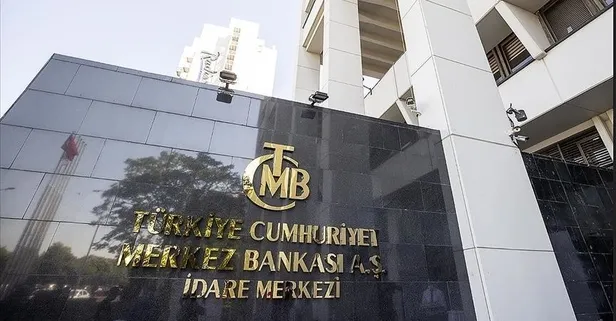 TCMB
TÜRKİYE CUMHURİYET
MERKEZ BANKASI A.Ş.
İDARE MERKEZİ